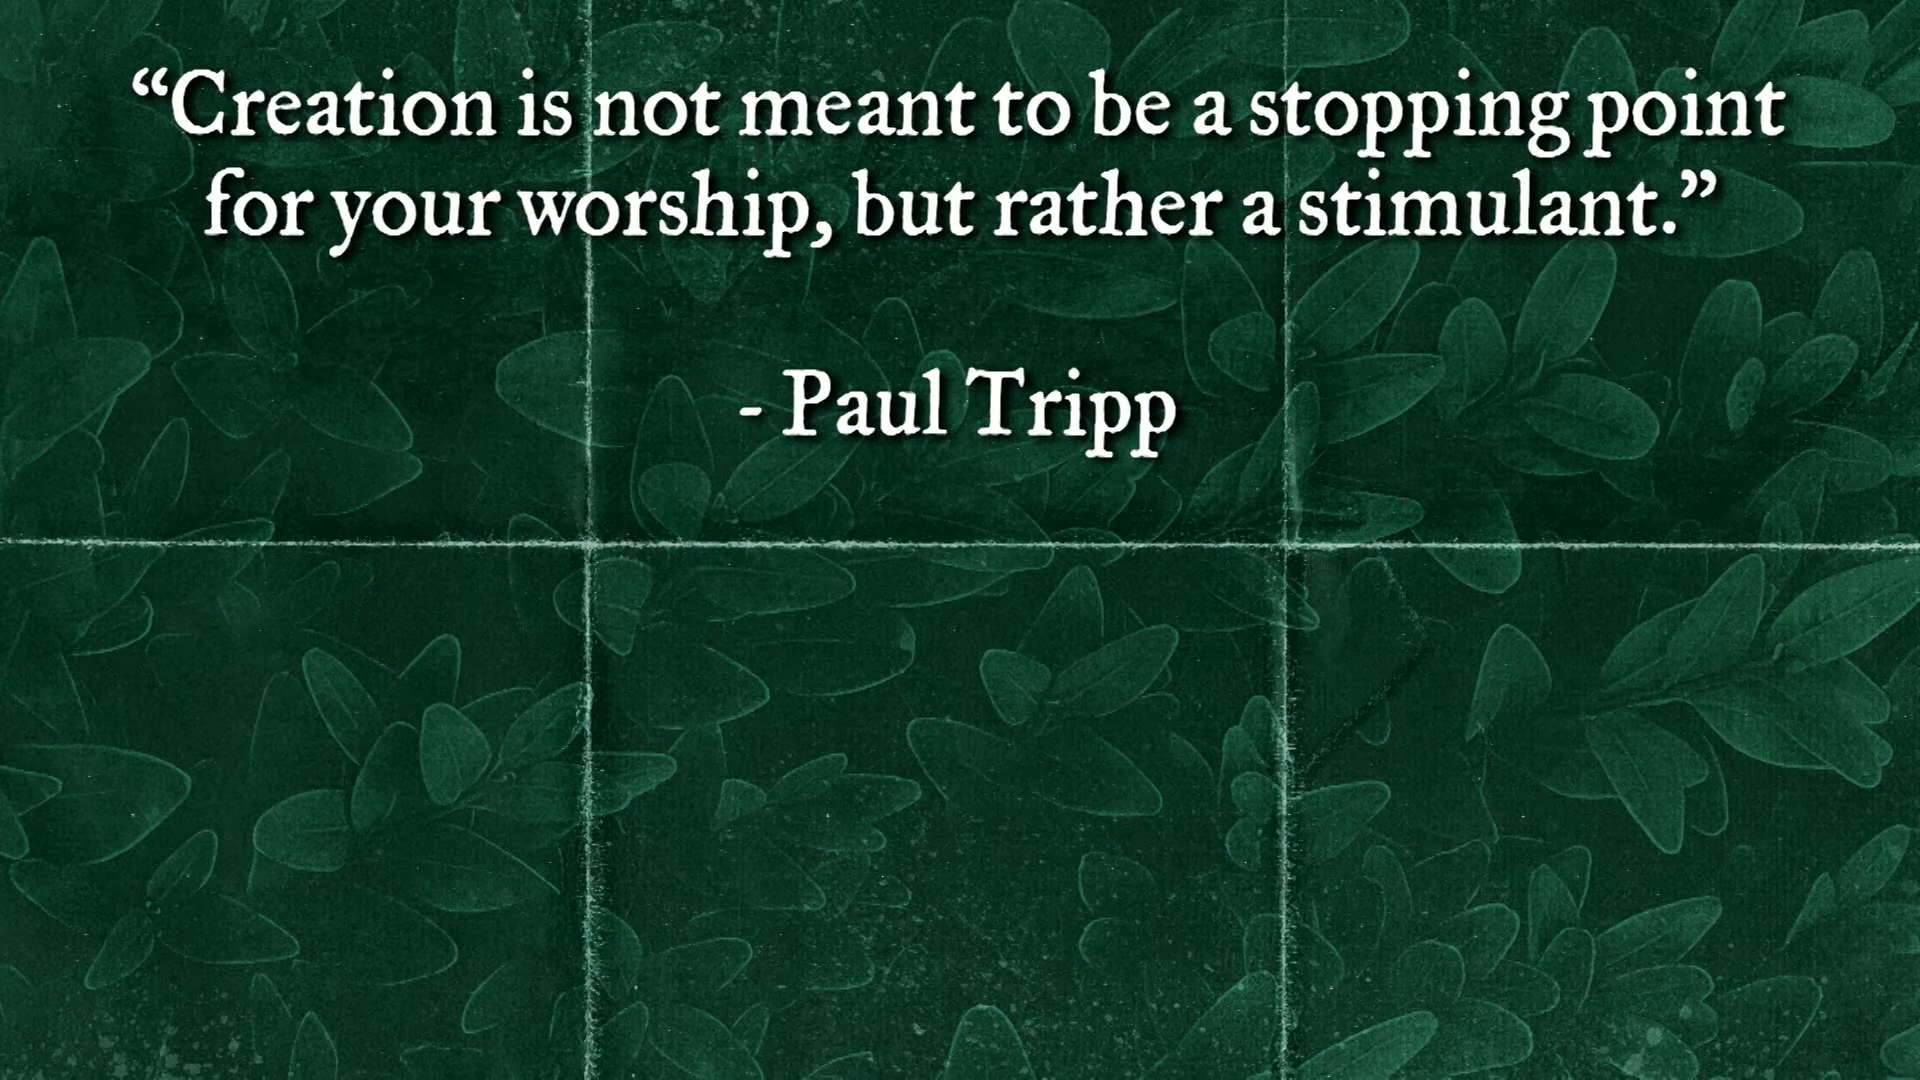 “Creation is not meant to be a stopping point
for your worship, but rather a stimulant.”
- Paul Tripp